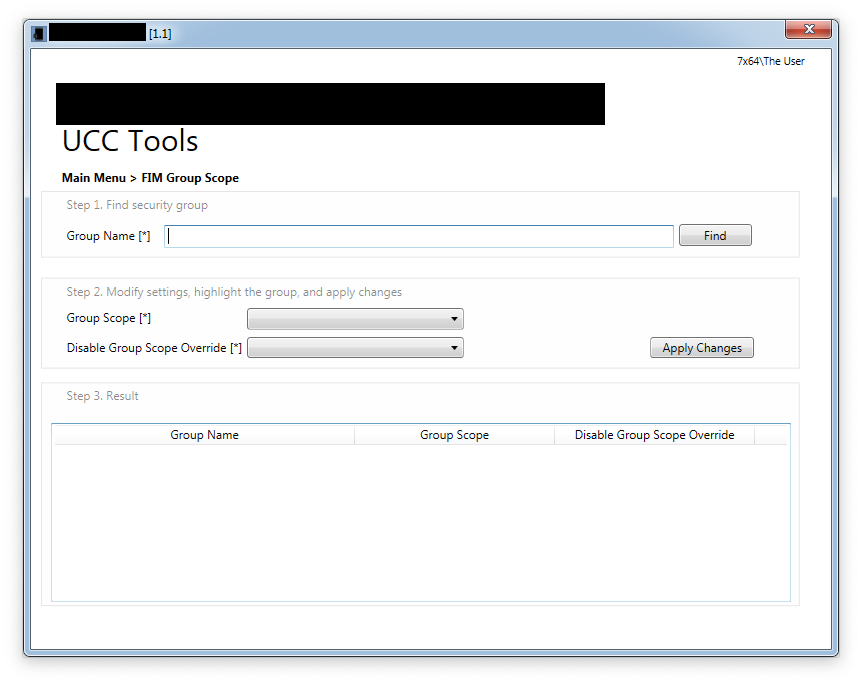 [1.1]
7x64\The User
UCC Tools
Main Menu > FIM Group Scope
Step 1. Find security group
Group Name [*]
Find
Step 2. Modify settings, highlight the group, and apply changes
Group Scope [*]
Disable Group Scope Override [*]
Apply Changes
Step 3. Result
Group Name Group Scope Disable Group Scope Override